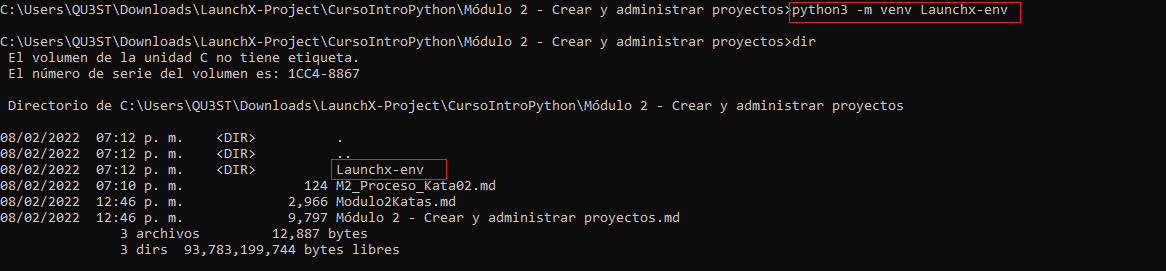 C:\Users\QU3ST\Downloads\LaunchX-Project\CursoIntroPython\Módulo 2 - Crear y administrar proyectos>python3 -m venv Launchx-env
C:\Users\QU3ST\Downloads\LaunchX-Project\CursoIntroPython\Módulo 2 - Crear y administrar proyectos>dir
 El volumen de la unidad C no tiene etiqueta.
 El número de serie del volumen es: 1CC4-8867
 Directorio de C:\Users\QU3ST\Downloads\LaunchX-Project\CursoIntroPython\Módulo 2 - Crear y administrar proyectos
08/02/2022  07:12 p. m.    <DIR>          .
08/02/2022  07:12 p. m.    <DIR>          ..
08/02/2022  07:12 p. m.    <DIR>          Launchx-env
08/02/2022  07:10 p. m.               124 M2_Proceso_Kata02.md
08/02/2022  12:46 p. m.             2,966 Modulo2Katas.md
08/02/2022  12:46 p. m.             9,797 Módulo 2 - Crear y administrar proyectos.md
               3 archivos         12,887 bytes
               3 dirs  93,783,199,744 bytes libres